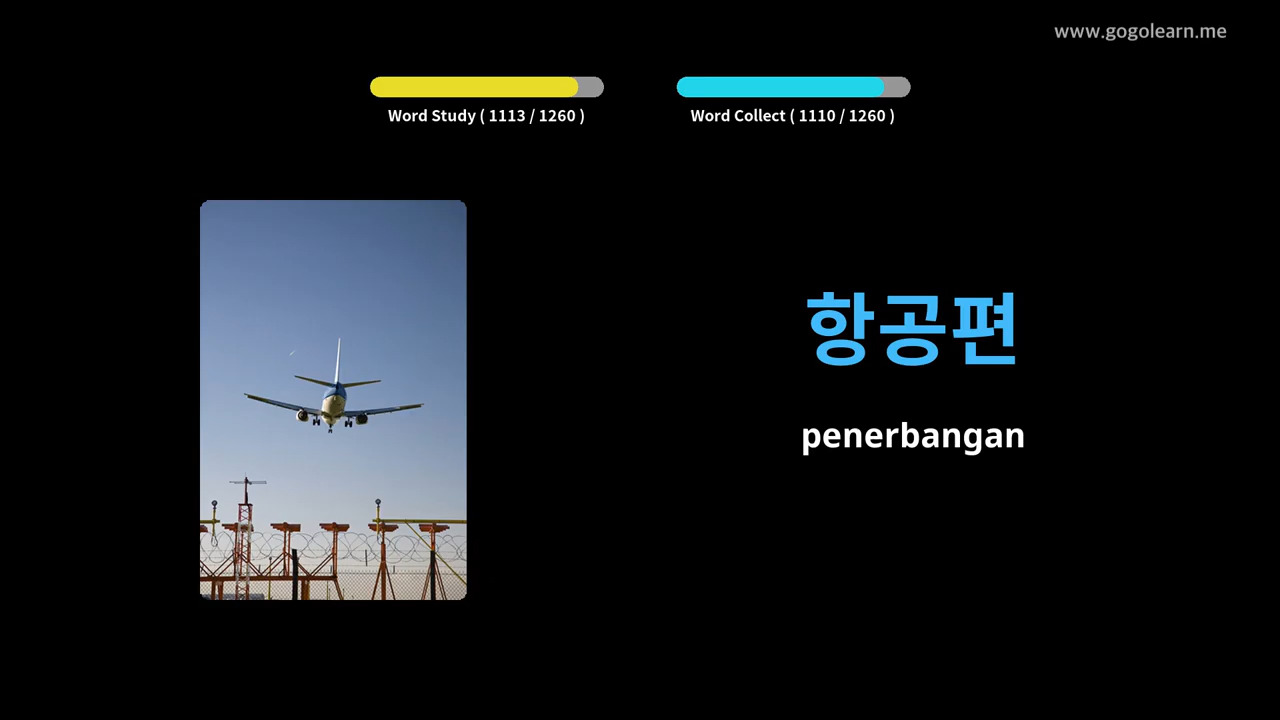 www.gogolearn.me
Word Study ( 1113 / 1260 )
Word Collect ( 1110 / 1260 )
항공편
penerbangan